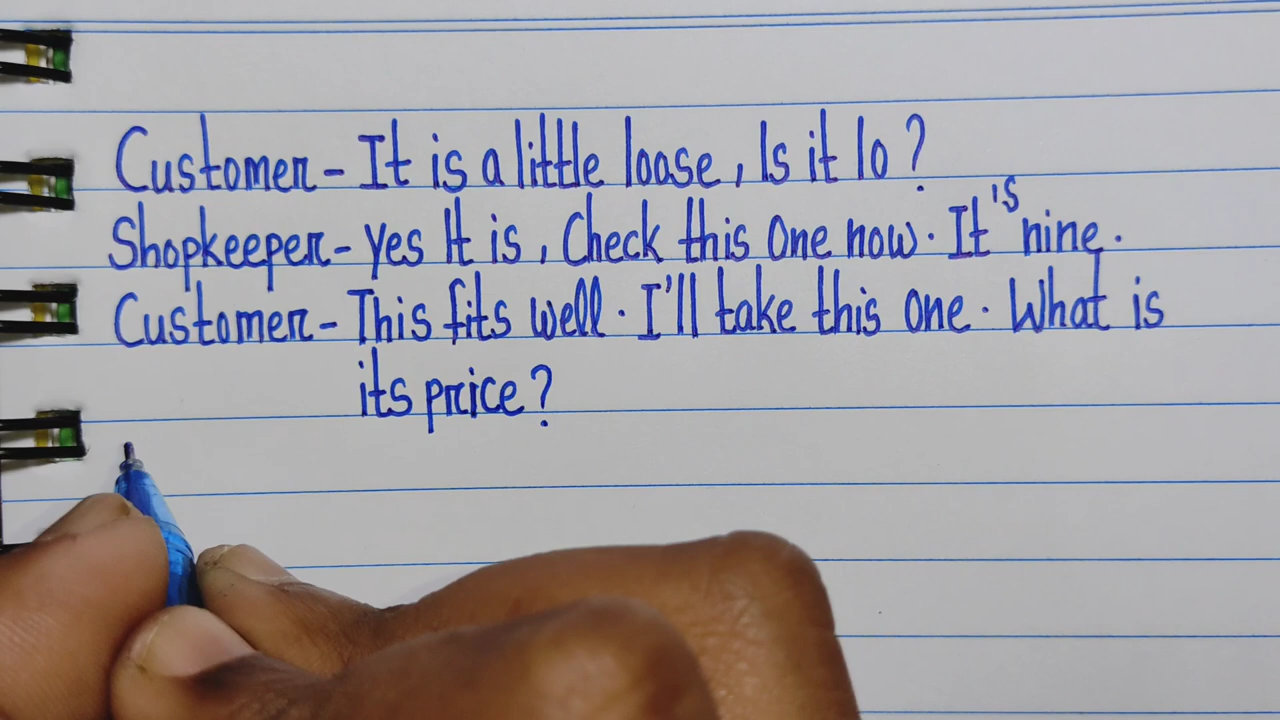 Customer - It is a little loose, Is it 10?
Shopkeeper - yes It is, Check this One now. It's nine.
Customer - This fits well. I'll take this one. What is
its price?